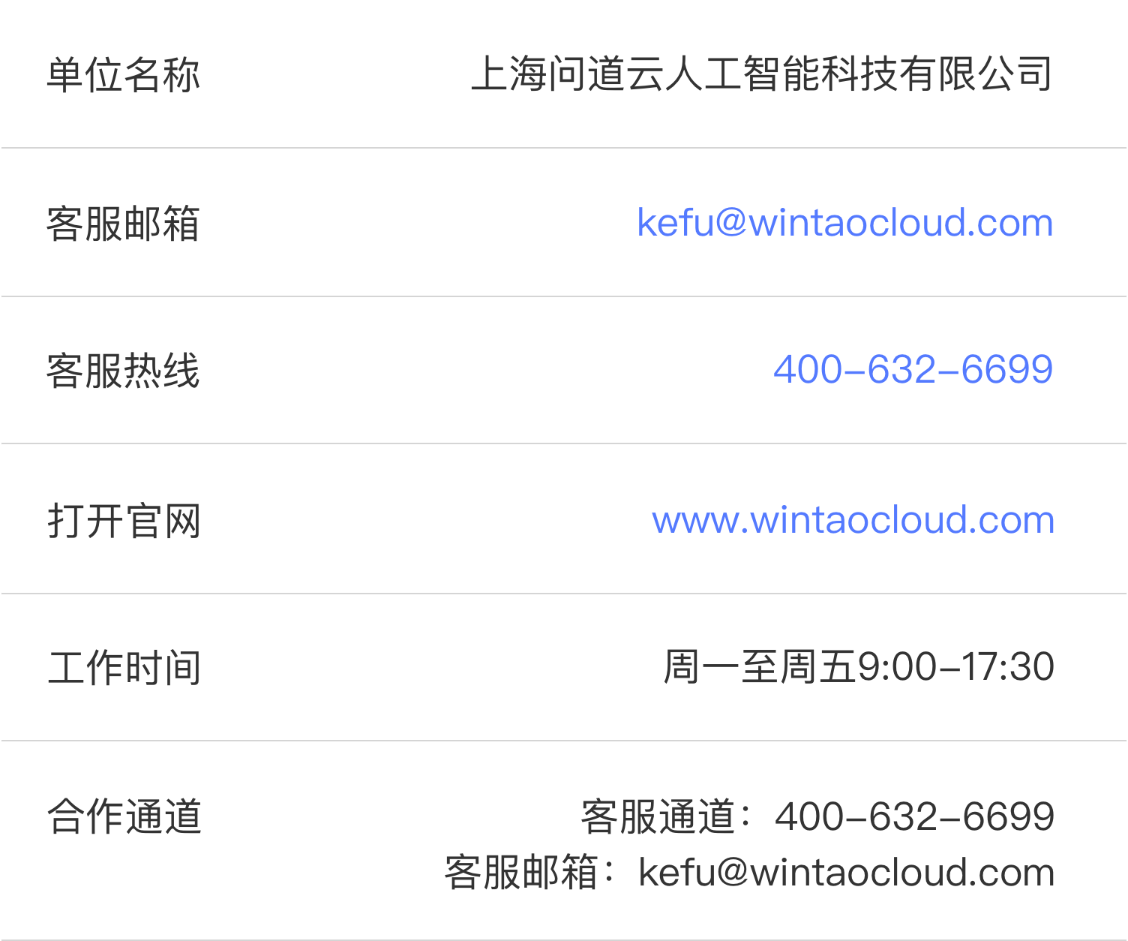 单位名称 上海问道云人工智能科技有限公司
客服邮箱 kefu@wintaocloud.com
客服热线 400-632-6699
打开官网 www.wintaocloud.com
工作时间 周一至周五9:00-17:30
合作通道 客服通道：400-632-6699
客服邮箱：kefu@wintaocloud.com